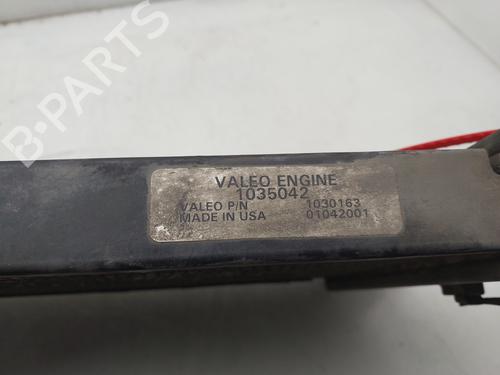 B-PARTS
VALEO ENGINE
1035042
VALEO P/N 1030163
MADE IN USA 01042001